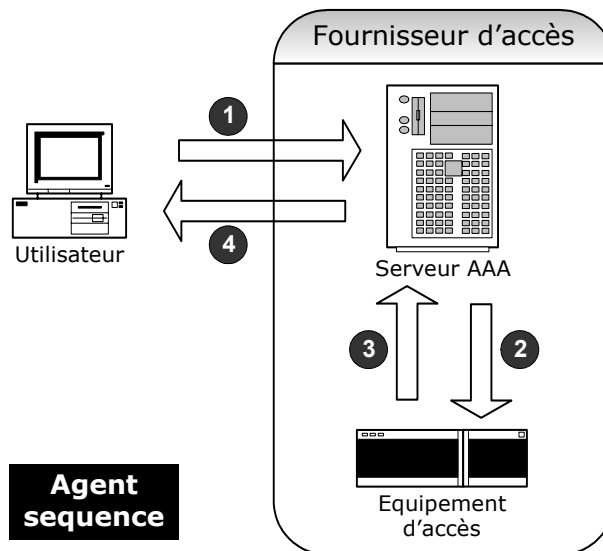 Fournisseur d'accès
1
4
Utilisateur
Serveur AAA
3
2
Equipement
d'accès
Agent
sequence